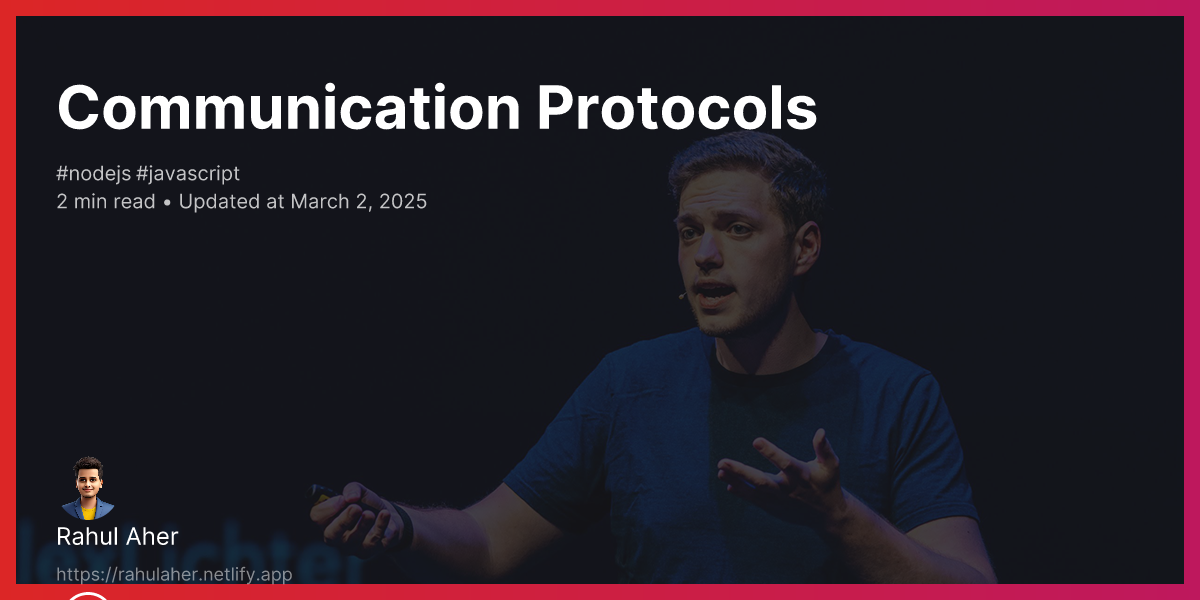 Communication Protocols
#nodejs #javascript
2 min read • Updated at March 2, 2025
Rahul Aher
https://rahulaher.netlify.app